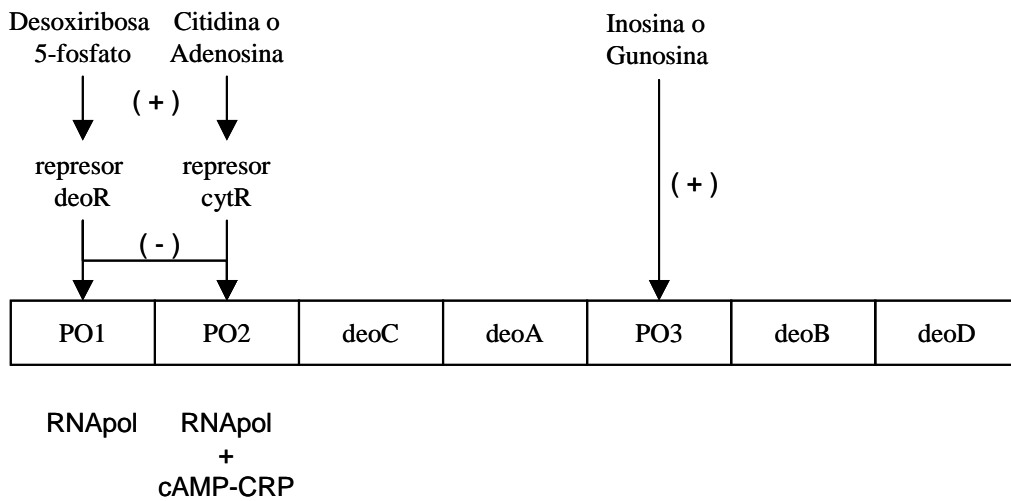 Desoxiribosa
5-fosfato
Citidina o
Adenosina
Inosina o
Gunosina
( + )
represor
deoR
represor
cytR
( + )
( - )
PO1
PO2
deoC
deoA
PO3
deoB
deoD
RNApol
RNApol
+
cAMP-CRP